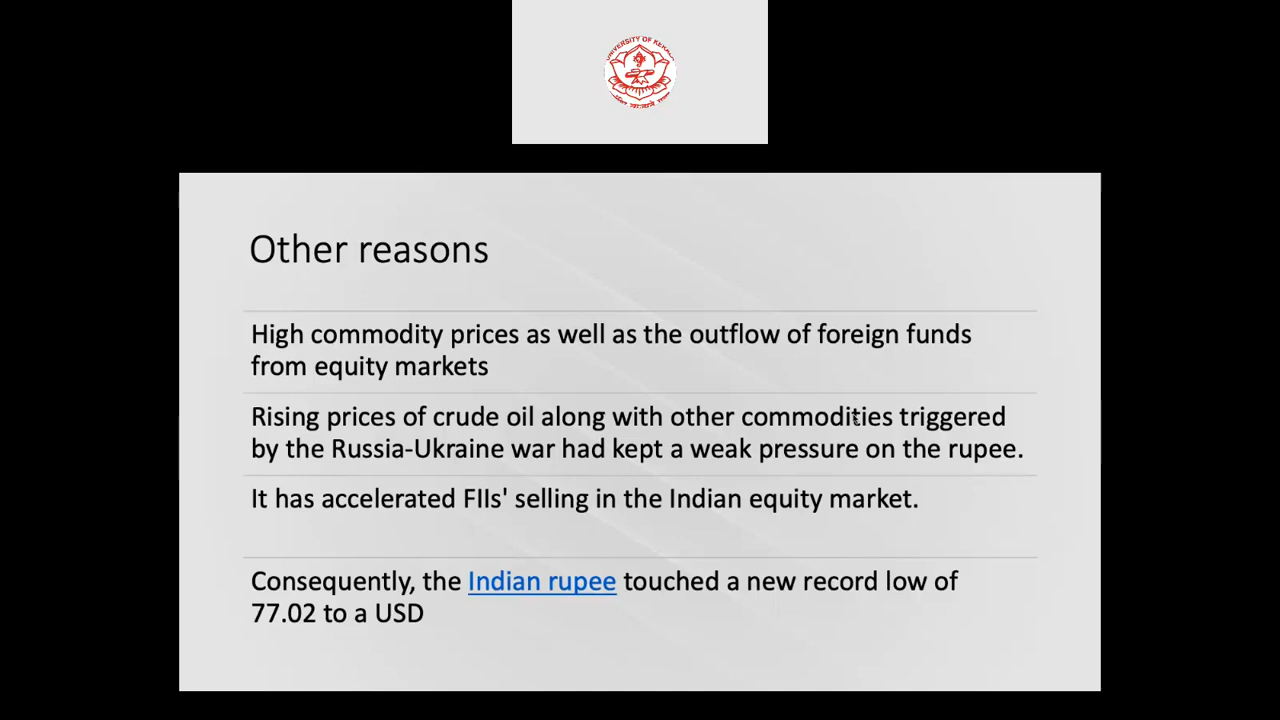 UNIVERSITY OF KERALA
Other reasons
High commodity prices as well as the outflow of foreign funds
from equity markets
Rising prices of crude oil along with other commodities triggered
by the Russia-Ukraine war had kept a weak pressure on the rupee.
It has accelerated FIIs' selling in the Indian equity market.
Consequently, the Indian rupee touched a new record low of
77.02 to a USD